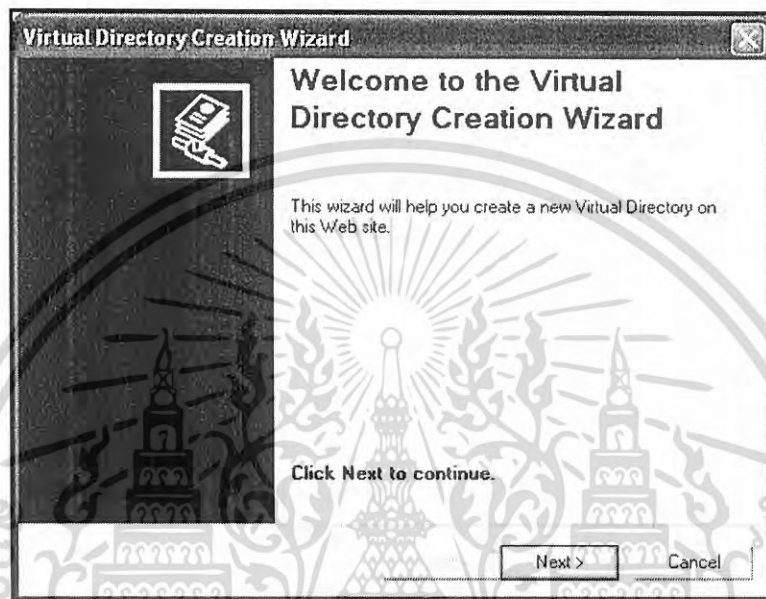 Virtual Directory Creation Wizard
Welcome to the Virtual
Directory Creation Wizard
This wizard will help you create a new Virtual Directory on
this Web site.
Click Next to continue.
Next >
Cancel